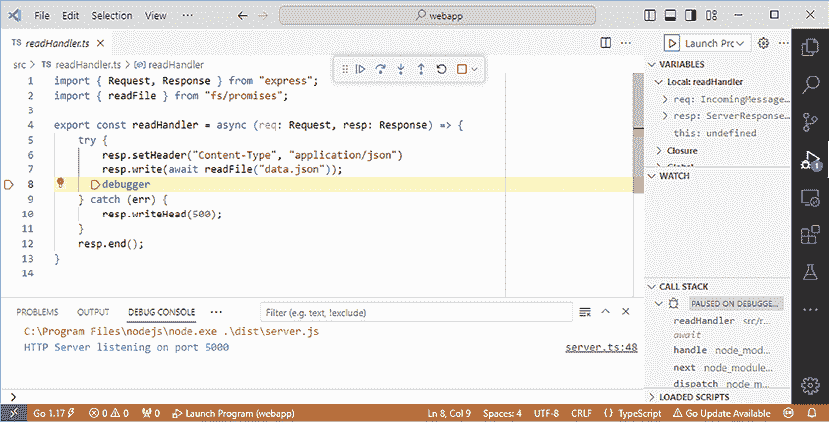 File Edit Selection View ··· webapp
TS readHandler.ts
src > TS readHandler.ts > readHandler
1 import { Request, Response } from "express";
2 import { readFile } from "fs/promises";
3
4 export const readHandler = async (req: Request, resp: Response) => {
5 try {
6 resp.setHeader("Content-Type", "application/json")
7 resp.write(await readFile("data.json"));
8 debugger
9 } catch (err) {
10 resp.writeHead(500);
11 }
12 resp.end();
13 }
14
Launch Pro
VARIABLES
Local: readHandler
req: IncomingMessage…
resp: ServerResponse…
this: undefined
Closure
WATCH
CALL STACK
PAUSED ON DEBUGGE…
readHandler src/r…
await
handle node_mod…
next node_module…
dispatch node_m…
LOADED SCRIPTS
1
PROBLEMS OUTPUT DEBUG CONSOLE ··· Filter (e.g. text, !exclude)
C:\Program Files\nodejs\node.exe .\dist\server.js
HTTP Server listening on port 5000 server.ts:48
Go 1.17 0 0 0 Launch Program (webapp) Ln 8, Col 9 Spaces: 4 UTF-8 CRLF {} TypeScript Go Update Available